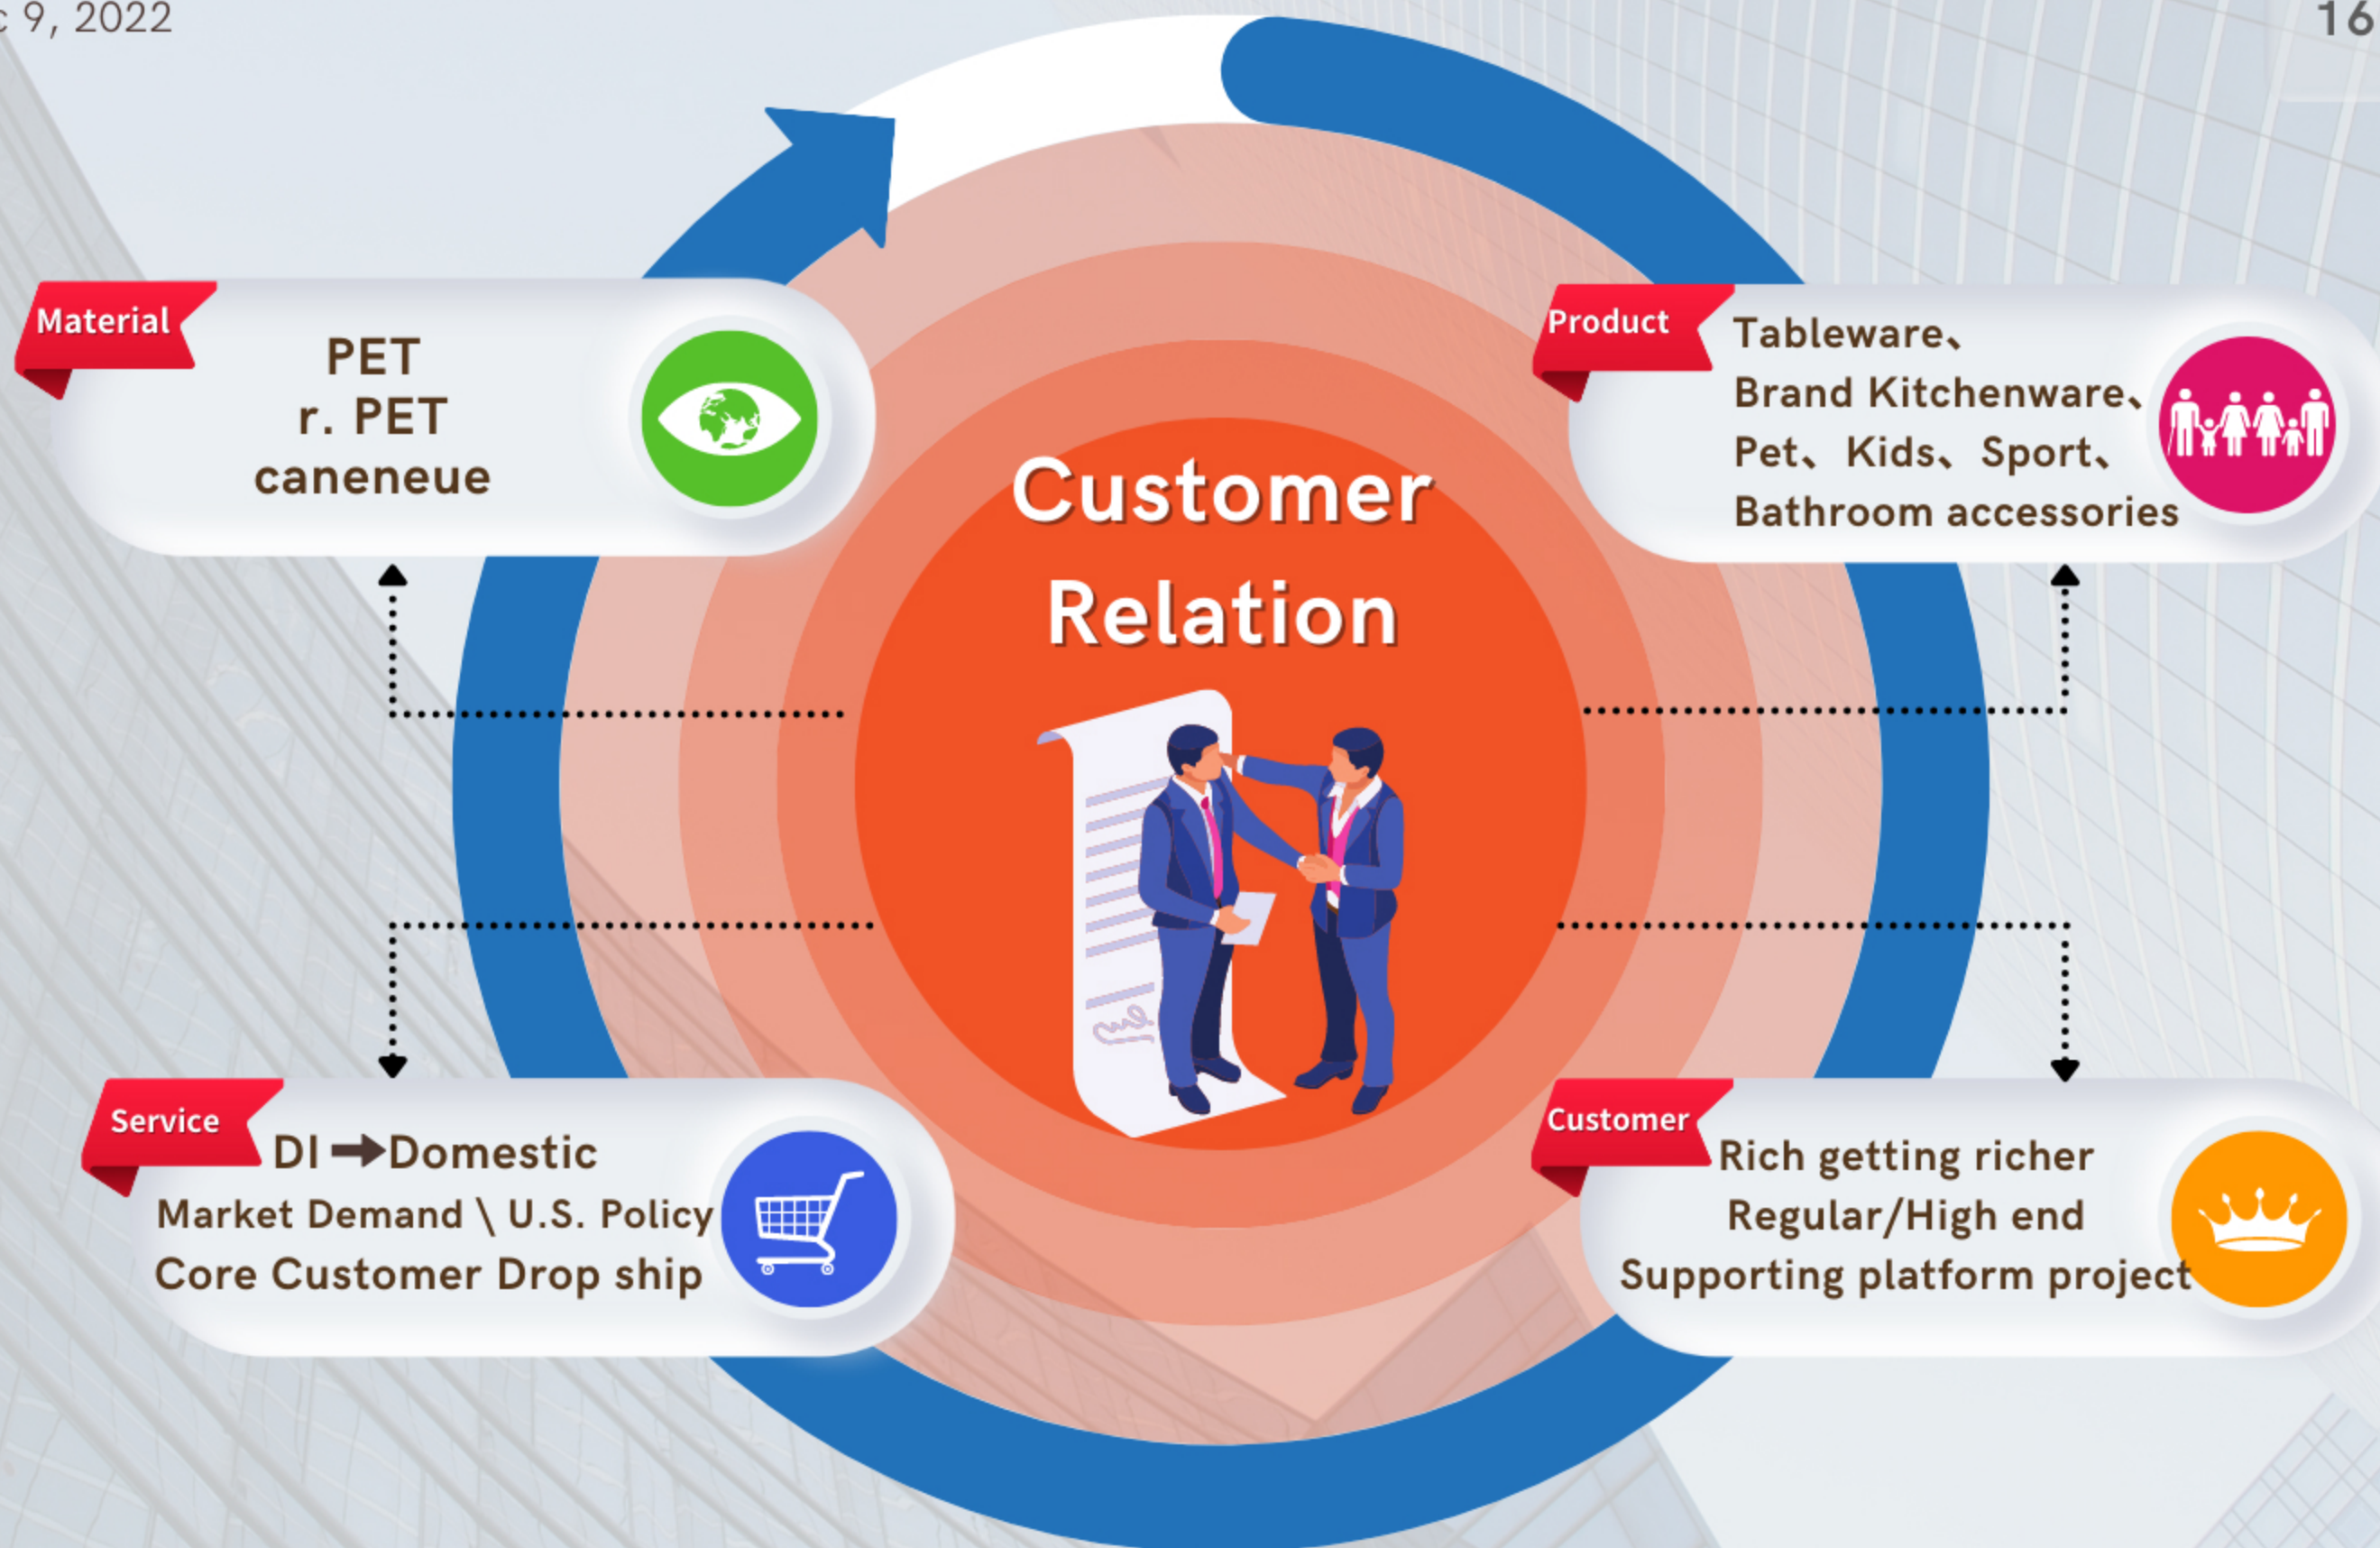 9, 2022
16
Material
PET
r. PET
caneneue
Product
Tableware、
Brand Kitchenware、
Pet、Kids、Sport、
Bathroom accessories
Customer
Relation
Service
DI ➡Domestic
Market Demand \ U.S. Policy
Core Customer Drop ship
Customer
Rich getting richer
Regular/High end
Supporting platform project